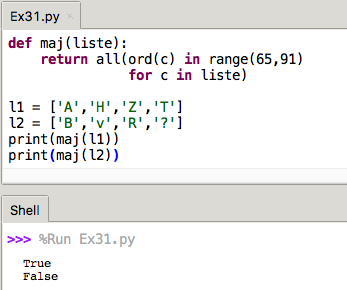 Ex31.py ×
def maj(liste):
    return all(ord(c) in range(65,91)
               for c in liste)
l1 = ['A','H','Z','T']
l2 = ['B','v','R','?']
print(maj(l1))
print(maj(l2))
Shell
>>> %Run Ex31.py
True
False